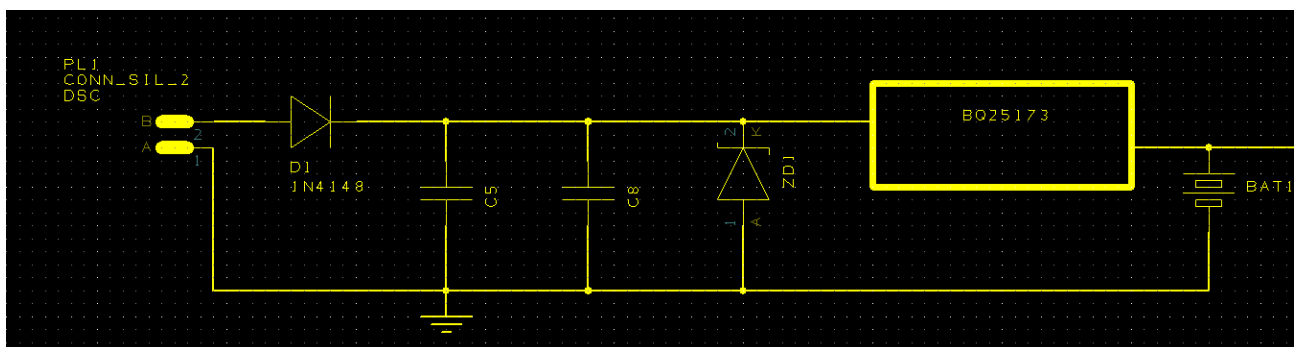 PL1
CONN_SIL_2
DSC
B
2
A
1
D1
1N4148
C5
C8
2
K
ZD1
1
A
BQ25173
BAT1